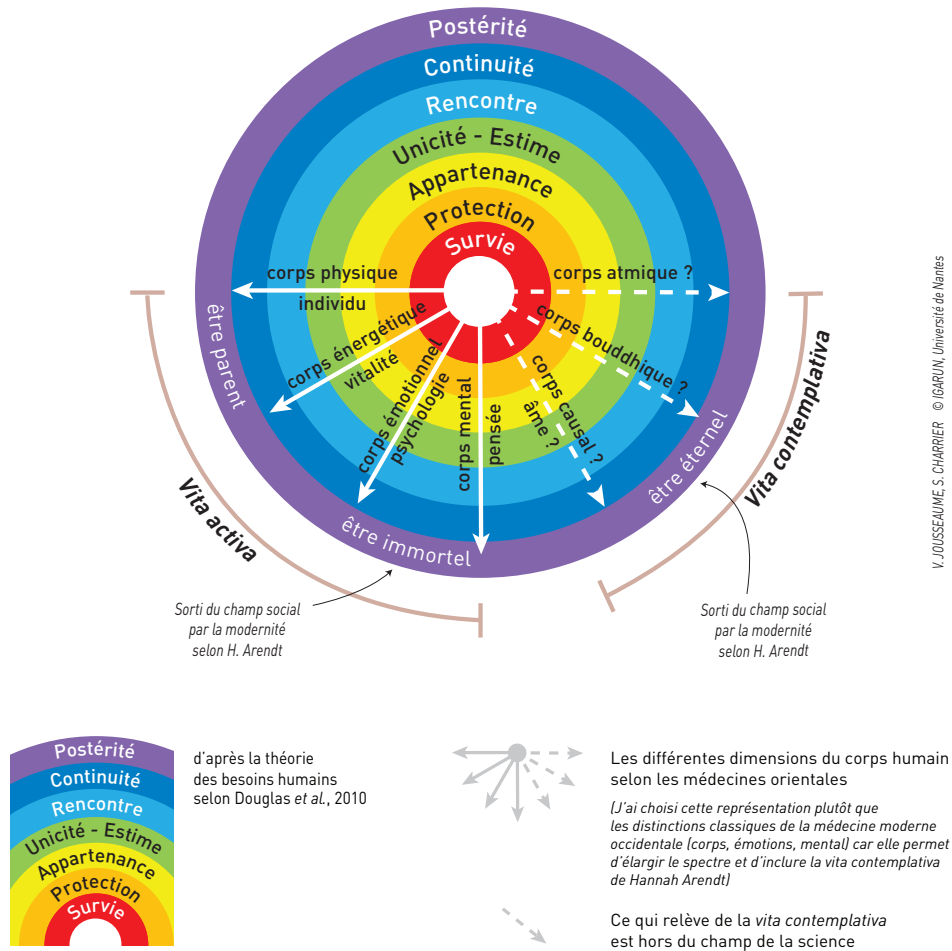 Postérité
Continuité
Rencontre
Unicité - Estime
Appartenance
Protection
Survie
corps physique
individu
corps énergétique
vitalité
corps émotionnel
psychologie
corps mental
pensée
corps causal ?
âme ?
corps bouddhique ?
corps atmique ?
être parent
être immortel
être éternel
Vita activa
Vita contemplativa
Sorti du champ social
par la modernité
selon H. Arendt
Sorti du champ social
par la modernité
selon H. Arendt
V. JOUSSEAUME, S. CHARRIER © IGARUN, Université de Nantes
Postérité
Continuité
Rencontre
Unicité - Estime
Appartenance
Protection
Survie
d'après la théorie
des besoins humains
selon Douglas et al., 2010
Les différentes dimensions du corps humain
selon les médecines orientales
(J'ai choisi cette représentation plutôt que
les distinctions classiques de la médecine moderne
occidentale (corps, émotions, mental) car elle permet
d'élargir le spectre et d'inclure la vita contemplativa
de Hannah Arendt)
Ce qui relève de la vita contemplativa
est hors du champ de la science